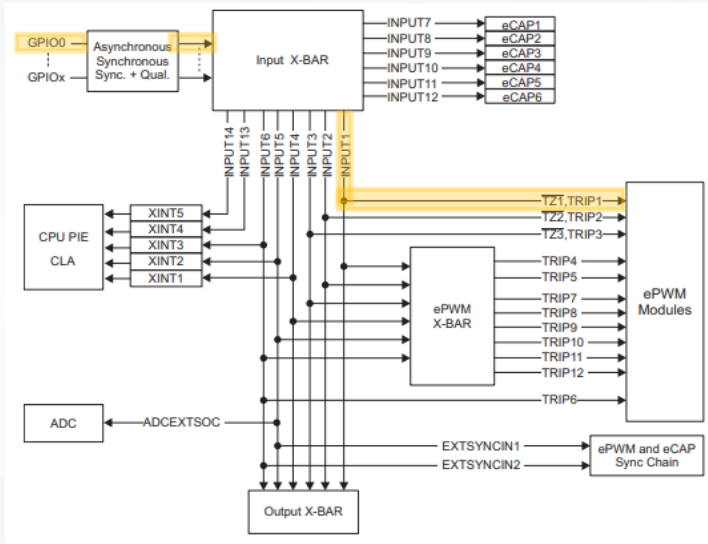 GPIO0
GPIOx
Asynchronous
Synchronous
Sync. + Qual.
Input X-BAR
INPUT7
INPUT8
INPUT9
INPUT10
INPUT11
INPUT12
eCAP1
eCAP2
eCAP3
eCAP4
eCAP5
eCAP6
INPUT14
INPUT13
INPUT6
INPUT5
INPUT4
INPUT3
INPUT2
INPUT1
TZ1,TRIP1
TZ2,TRIP2
TZ3,TRIP3
CPU PIE
CLA
XINT5
XINT4
XINT3
XINT2
XINT1
ePWM
X-BAR
TRIP4
TRIP5
TRIP7
TRIP8
TRIP9
TRIP10
TRIP11
TRIP12
TRIP6
ePWM
Modules
ADC
ADCEXTSOC
EXTSYNCIN1
EXTSYNCIN2
ePWM and eCAP
Sync Chain
Output X-BAR